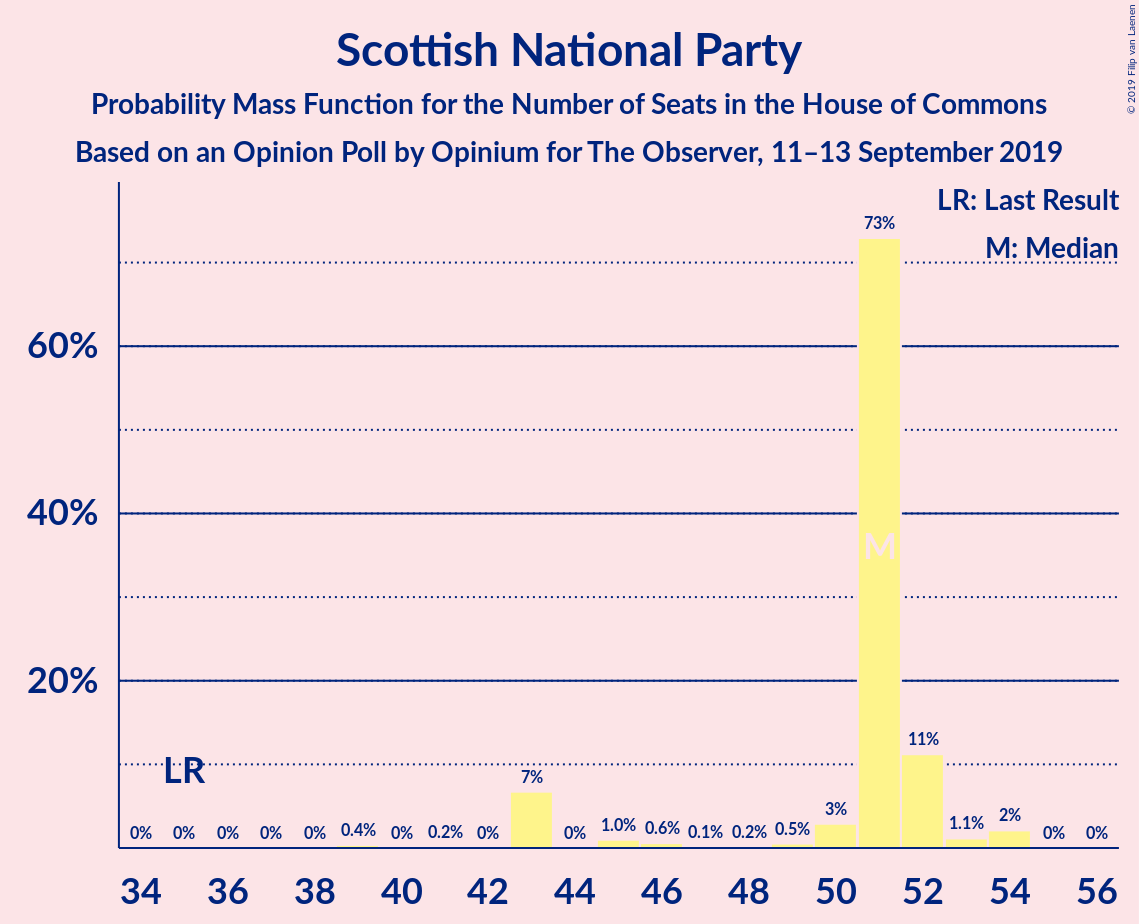 Scottish National Party
Probability Mass Function for the Number of Seats in the House of Commons
Based on an Opinion Poll by Opinium for The Observer, 11–13 September 2019
© 2019 Filip van Laenen
LR: Last Result
M: Median
60%
40%
20%
LR
M
0%
0%
0%
0%
0%
0.4%
0%
0.2%
0%
7%
0%
1.0%
0.6%
0.1%
0.2%
0.5%
3%
73%
11%
1.1%
2%
0%
0%
34 36 38 40 42 44 46 48 50 52 54 56